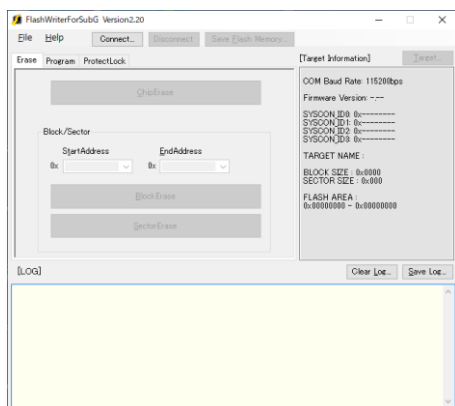 FlashWriterForSubG Version2.20
File Help Connect... Disconnect Save Flash Memory...
Erase Program ProtectLock
[Target Information] Target...
ChipErase
COM Baud Rate: 115200bps
Firmware Version: -.--
SYSCON_ID0: 0x--------
SYSCON_ID1: 0x--------
SYSCON_ID2: 0x--------
SYSCON_ID3: 0x--------
TARGET NAME :
BLOCK SIZE : 0x0000
SECTOR SIZE : 0x000
FLASH AREA :
0x00000000 - 0x00000000
Block/Sector
StartAddress EndAddress
0x 0x
BlockErase
SectorErase
[LOG] Clear Log... Save Log...